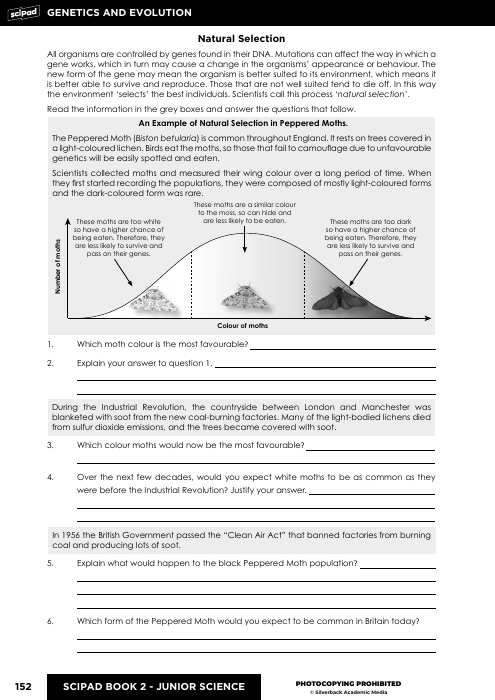 scipad GENETICS AND EVOLUTION
Natural Selection
All organisms are controlled by genes found in their DNA. Mutations can affect the way in which a
gene works, which in turn may cause a change in the organisms' appearance or behaviour. The
new form of the gene may mean the organism is better suited to its environment, which means it
is better able to survive and reproduce. Those that are not well suited tend to die off. In this way
the environment 'selects' the best individuals. Scientists call this process 'natural selection'.
Read the information in the grey boxes and answer the questions that follow.
An Example of Natural Selection in Peppered Moths.
The Peppered Moth (Biston betularia) is common throughout England. It rests on trees covered in
a light-coloured lichen. Birds eat the moths, so those that fail to camouflage due to unfavourable
genetics will be easily spotted and eaten.
Scientists collected moths and measured their wing colour over a long period of time. When
they first started recording the populations, they were composed of mostly light-coloured forms
and the dark-coloured form was rare.
These moths are too white
so have a higher chance of
being eaten. Therefore, they
are less likely to survive and
pass on their genes.
These moths are a similar colour
to the moss, so can hide and
are less likely to be eaten.
These moths are too dark
so have a higher chance of
being eaten. Therefore, they
are less likely to survive and
pass on their genes.
Number of moths
Colour of moths
1. Which moth colour is the most favourable?
2. Explain your answer to question 1.
During the Industrial Revolution, the countryside between London and Manchester was
blanketed with soot from the new coal-burning factories. Many of the light-bodied lichens died
from sulfur dioxide emissions, and the trees became covered with soot.
3. Which colour moths would now be the most favourable?
4. Over the next few decades, would you expect white moths to be as common as they
were before the Industrial Revolution? Justify your answer.
In 1956 the British Government passed the "Clean Air Act" that banned factories from burning
coal and producing lots of soot.
5. Explain what would happen to the black Peppered Moth population?
6. Which form of the Peppered Moth would you expect to be common in Britain today?
152 SCIPAD BOOK 2 - JUNIOR SCIENCE
PHOTOCOPYING PROHIBITED
© Silverback Academic Media